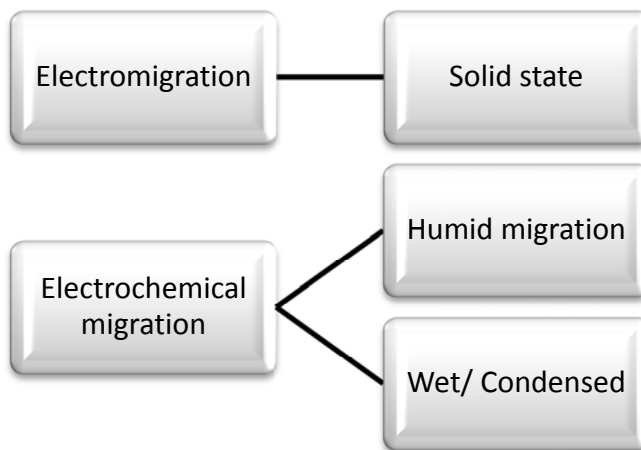 Electromigration
Solid state
Humid migration
Electrochemical
migration
Wet/ Condensed